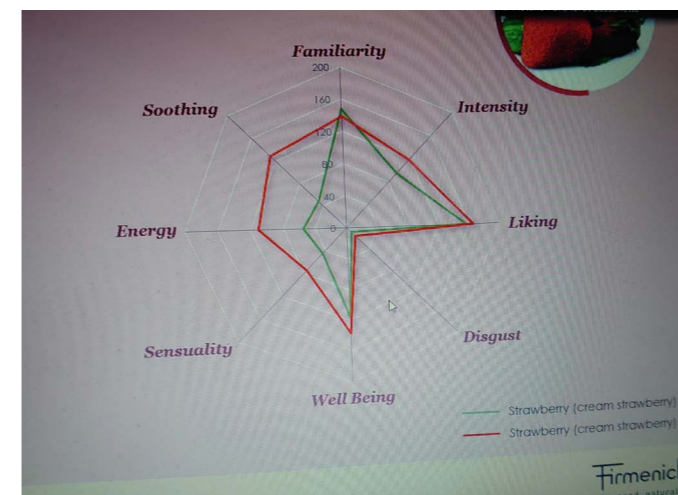 Familiarity
200
Soothing
160
Intensity
120
80
40
Energy
0
Liking
Sensuality
Disgust
Well Being
Strawberry (cream strawberry)
Strawberry (cream strawberry)
Firmenic